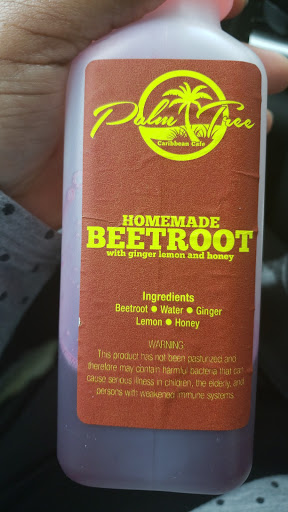 Palm Tree
Caribbean Cafe
HOMEMADE
BEETROOT
with ginger lemon and honey
Ingredients
Beetroot ● Water ● Ginger
Lemon ● Honey
WARNING
This product has not been pasturized and
therefore may contain harmful bacteria that can
cause serious illness in children, the elderly, and
persons with weakened immune systems.